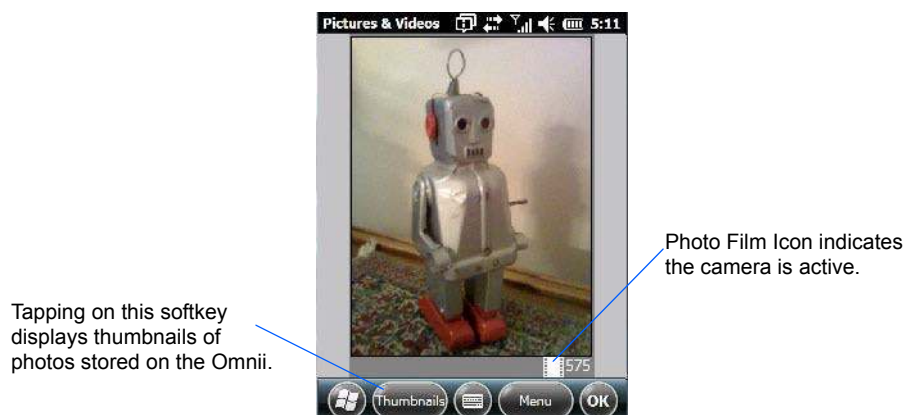 Pictures & Videos 5:11
Photo Film Icon indicates
the camera is active.
Tapping on this softkey
displays thumbnails of
photos stored on the Omnii.
575
Thumbnails Menu OK